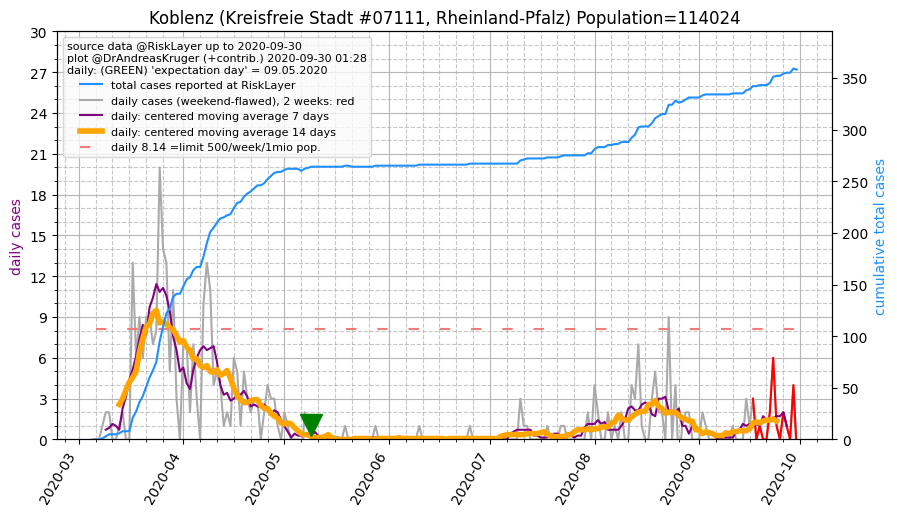 Koblenz (Kreisfreie Stadt #07111, Rheinland-Pfalz) Population=114024
source data @RiskLayer up to 2020-09-30
plot @DrAndreasKruger (+contrib.) 2020-09-30 01:28
daily: (GREEN) 'expectation day' = 09.05.2020
total cases reported at RiskLayer
daily cases (weekend-flawed), 2 weeks: red
daily: centered moving average 7 days
daily: centered moving average 14 days
daily 8.14 =limit 500/week/1mio pop.
daily cases
30
27
24
21
18
15
12
9
6
3
0
cumulative total cases
350
300
250
200
150
100
50
0
2020-03
2020-04
2020-05
2020-06
2020-07
2020-08
2020-09
2020-10